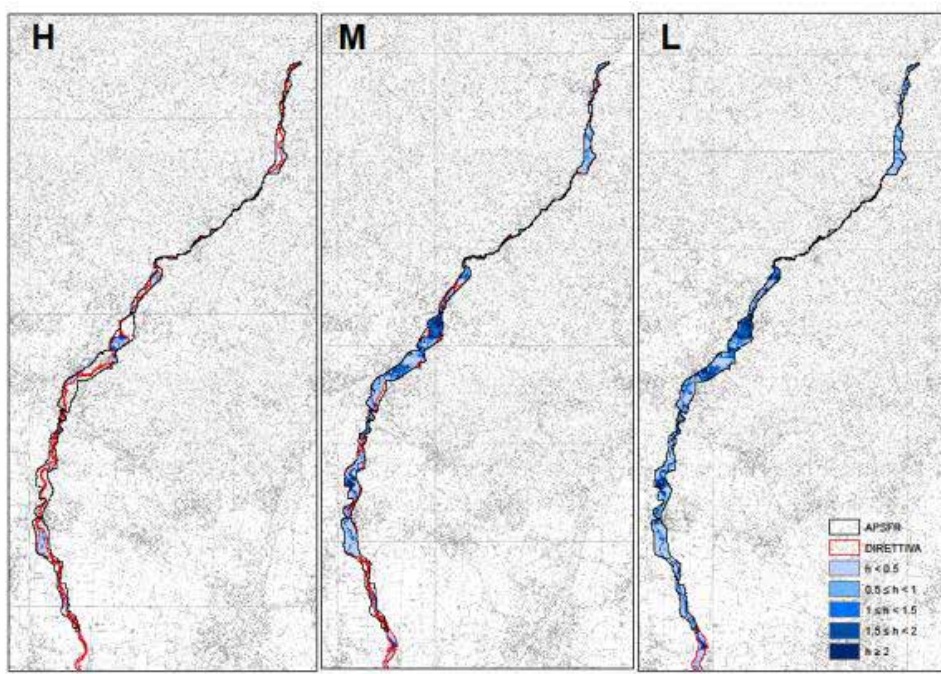 H
M
L
APSFR
DIRETTIVA
h < 0.5
0.5 ≤ h < 1
1 ≤ h < 1.5
1.5 ≤ h < 2
h ≥ 2